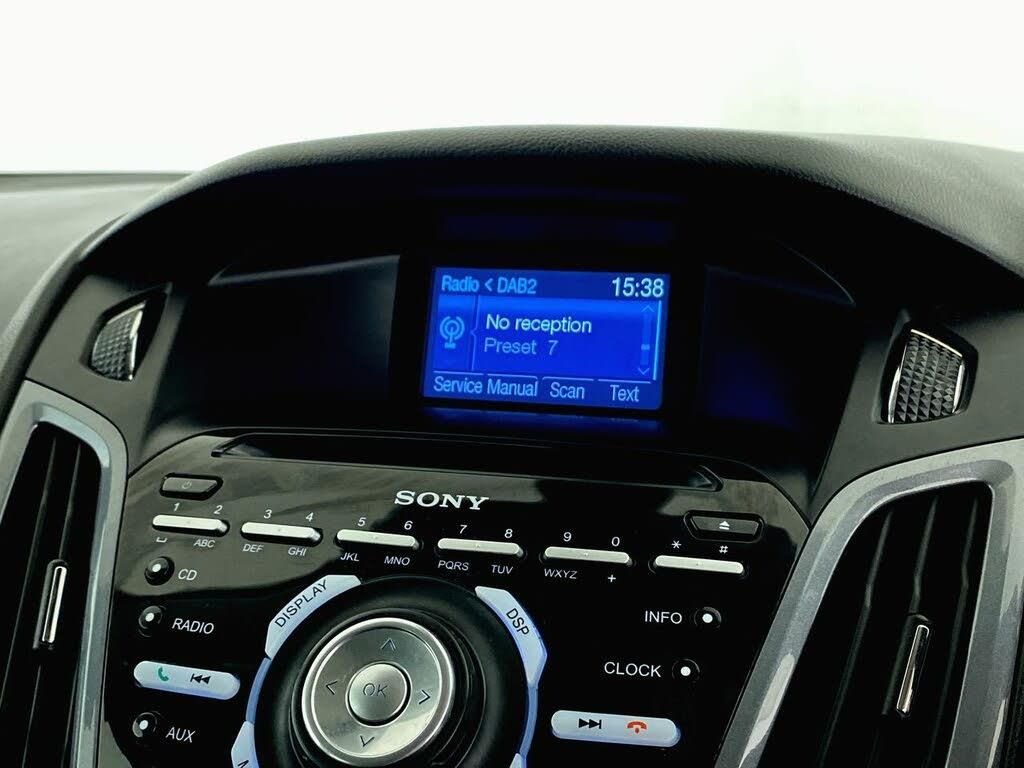 Radio < DAB2 15:38
No reception
Preset 7
Service Manual Scan Text
SONY
1 2 3 4 5 6 7 8 9 0 * #
ABC DEF GHI JKL MNO PQRS TUV WXYZ +
CD
DISPLAY
DSP
RADIO
INFO
OK
CLOCK
AUX